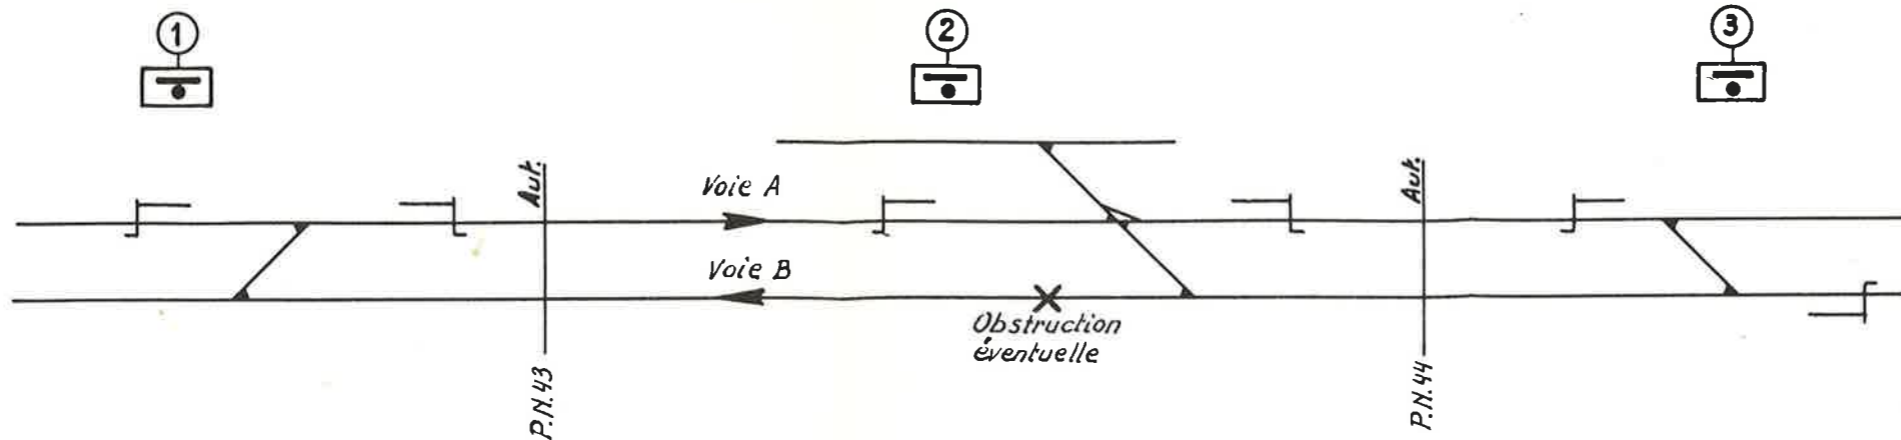 1
2
3
Aut.
Aut.
Voie A
Voie B
Obstruction
éventuelle
P.N.43
P.N.44